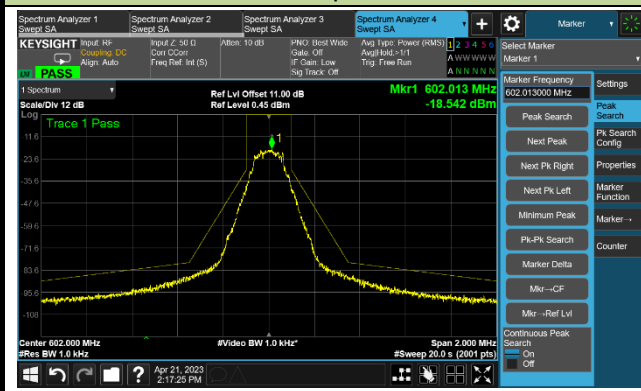 Spectrum Analyzer 1
Swept SA
Spectrum Analyzer 2
Swept SA
Spectrum Analyzer 3
Swept SA
Spectrum Analyzer 4
Swept SA
Marker
KEYSIGHT
Input: RF
Coupling: DC
Align: Auto
Input Z: 50 Ω
Corr CCorr
Freq Ref: Int (S)
Atten: 10 dB
PNO: Best Wide
Gate: Off
IF Gain: Low
Sig Track: Off
Avg Type: Power (RMS)
Avg|Hold:>1/1
Trig: Free Run
1 2 3 4 5 6
A W W W W W
A N N N N N
LXI
PASS
Select Marker
Marker 1
Marker Frequency
602.013000 MHz
Settings
Peak Search
Next Peak
Next Pk Right
Next Pk Left
Minimum Peak
Pk-Pk Search
Marker Delta
Mkr→CF
Mkr→Ref Lvl
Continuous Peak
Search
On
Off
Peak
Search
Pk Search
Config
Properties
Marker
Function
Marker→
Counter
1 Spectrum
Scale/Div 12 dB
Ref Lvl Offset 11.00 dB
Ref Level 0.45 dBm
Mkr1 602.013 MHz
-18.542 dBm
Log
Trace 1 Pass
1
-11.6
-23.6
-35.6
-47.6
-59.6
-71.6
-83.6
-95.6
-108
Center 602.000 MHz
#Video BW 1.0 kHz*
Span 2.000 MHz
#Res BW 1.0 kHz
#Sweep 20.0 s (2001 pts)
?
Apr 21, 2023
2:17:25 PM